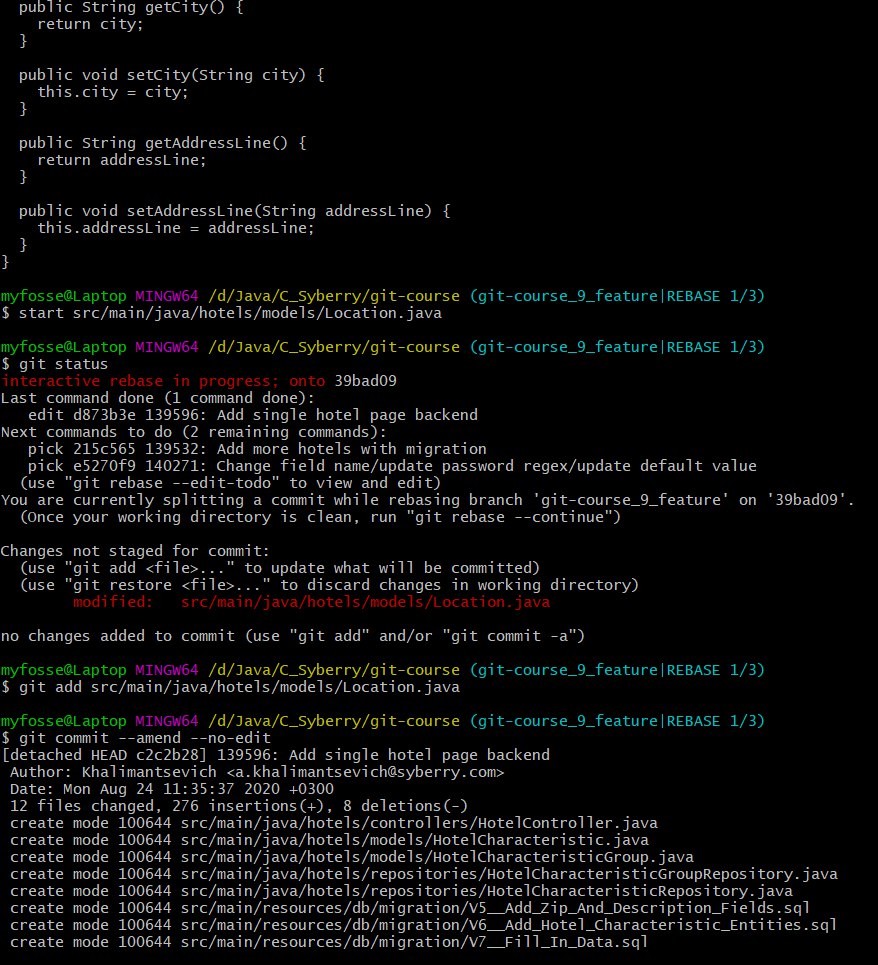 public String getCity() {
    return city;
  }

  public void setCity(String city) {
    this.city = city;
  }

  public String getAddressLine() {
    return addressLine;
  }

  public void setAddressLine(String addressLine) {
    this.addressLine = addressLine;
  }
}

myfosse@Laptop MINGW64 /d/Java/C_Syberry/git-course (git-course_9_feature|REBASE 1/3)
$ start src/main/java/hotels/models/Location.java

myfosse@Laptop MINGW64 /d/Java/C_Syberry/git-course (git-course_9_feature|REBASE 1/3)
$ git status
interactive rebase in progress; onto 39bad09
Last command done (1 command done):
   edit d873b3e 139596: Add single hotel page backend
Next commands to do (2 remaining commands):
   pick 215c565 139532: Add more hotels with migration
   pick e5270f9 140271: Change field name/update password regex/update default value
  (use "git rebase --edit-todo" to view and edit)
You are currently splitting a commit while rebasing branch 'git-course_9_feature' on '39bad09'.
  (Once your working directory is clean, run "git rebase --continue")

Changes not staged for commit:
  (use "git add <file>..." to update what will be committed)
  (use "git restore <file>..." to discard changes in working directory)
        modified:   src/main/java/hotels/models/Location.java

no changes added to commit (use "git add" and/or "git commit -a")

myfosse@Laptop MINGW64 /d/Java/C_Syberry/git-course (git-course_9_feature|REBASE 1/3)
$ git add src/main/java/hotels/models/Location.java

myfosse@Laptop MINGW64 /d/Java/C_Syberry/git-course (git-course_9_feature|REBASE 1/3)
$ git commit --amend --no-edit
[detached HEAD c2c2b28] 139596: Add single hotel page backend
 Author: Khalimantsevich <a.khalimantsevich@syberry.com>
 Date: Mon Aug 24 11:35:37 2020 +0300
 12 files changed, 276 insertions(+), 8 deletions(-)
 create mode 100644 src/main/java/hotels/controllers/HotelController.java
 create mode 100644 src/main/java/hotels/models/HotelCharacteristic.java
 create mode 100644 src/main/java/hotels/models/HotelCharacteristicGroup.java
 create mode 100644 src/main/java/hotels/repositories/HotelCharacteristicGroupRepository.java
 create mode 100644 src/main/java/hotels/repositories/HotelCharacteristicRepository.java
 create mode 100644 src/main/resources/db/migration/V5__Add_Zip_And_Description_Fields.sql
 create mode 100644 src/main/resources/db/migration/V6__Add_Hotel_Characteristic_Entities.sql
 create mode 100644 src/main/resources/db/migration/V7__Fill_In_Data.sql